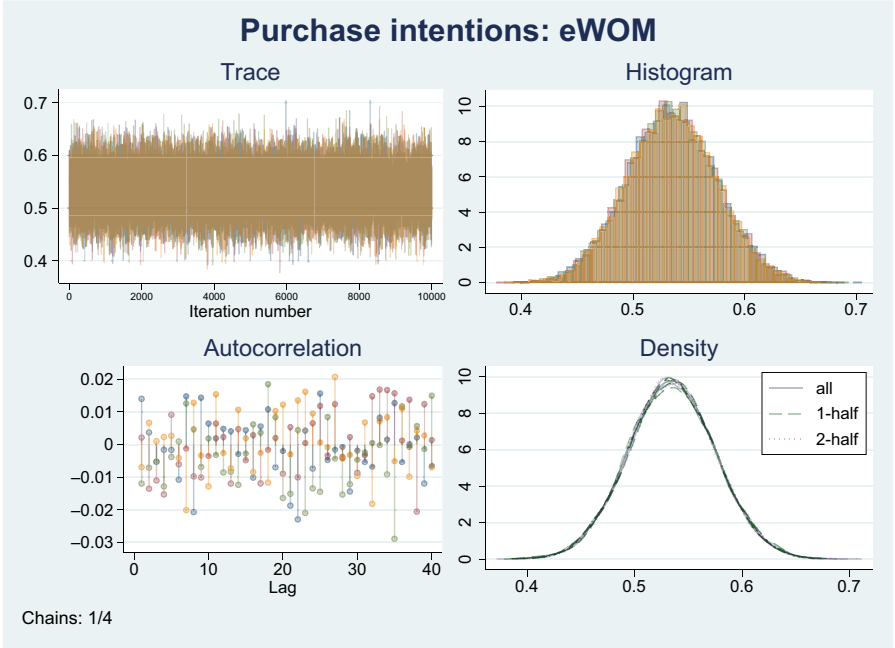 Purchase intentions: eWOM
Trace
0.7
0.6
0.5
0.4
0 2000 4000 6000 8000 10000
Iteration number
Histogram
10
8
6
4
2
0
0.4 0.5 0.6 0.7
Autocorrelation
0.02
0.01
0
−0.01
−0.02
−0.03
0 10 20 30 40
Lag
Density
10
8
6
4
2
0
0.4 0.5 0.6 0.7
all
1-half
2-half
Chains: 1/4